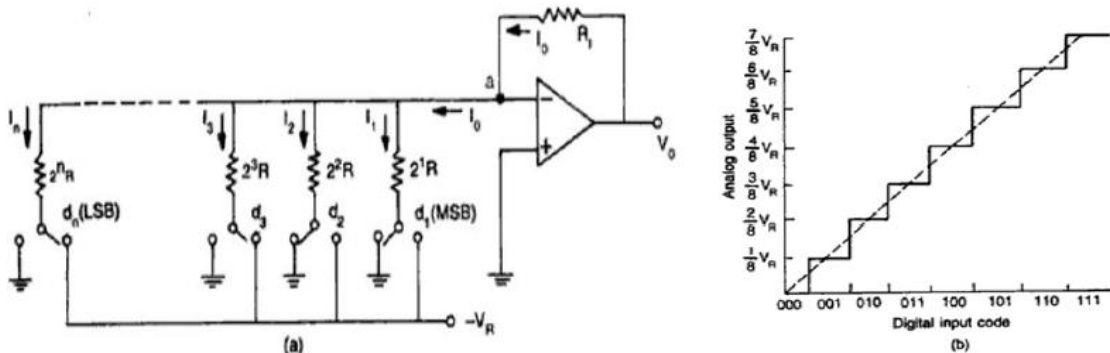 I₀
R_f
a
Iₙ
I₃
I₂
I₁
I₀
−
+
V₀
2ⁿR
2³R
2²R
2¹R
dₙ(LSB)
d₃
d₂
d₁(MSB)
−V_R
(a)
Analog output
7/8 V_R
6/8 V_R
5/8 V_R
4/8 V_R
3/8 V_R
2/8 V_R
1/8 V_R
000 001 010 011 100 101 110 111
Digital input code
(b)